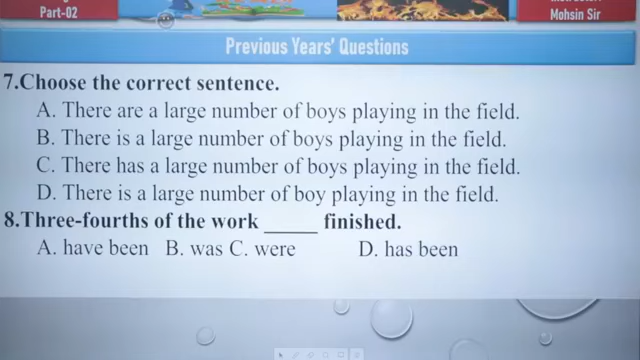 Part-02
Mohsin Sir
Previous Years' Questions
7.Choose the correct sentence.
A. There are a large number of boys playing in the field.
B. There is a large number of boys playing in the field.
C. There has a large number of boys playing in the field.
D. There is a large number of boy playing in the field.
8.Three-fourths of the work _____ finished.
A. have been B. was C. were D. has been